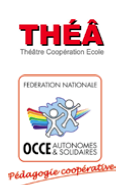 THÉÂ
Théâtre Coopération Ecole
FEDERATION NATIONALE
OCCE AUTONOMES
& SOLIDAIRES
Pédagogie coopérative.